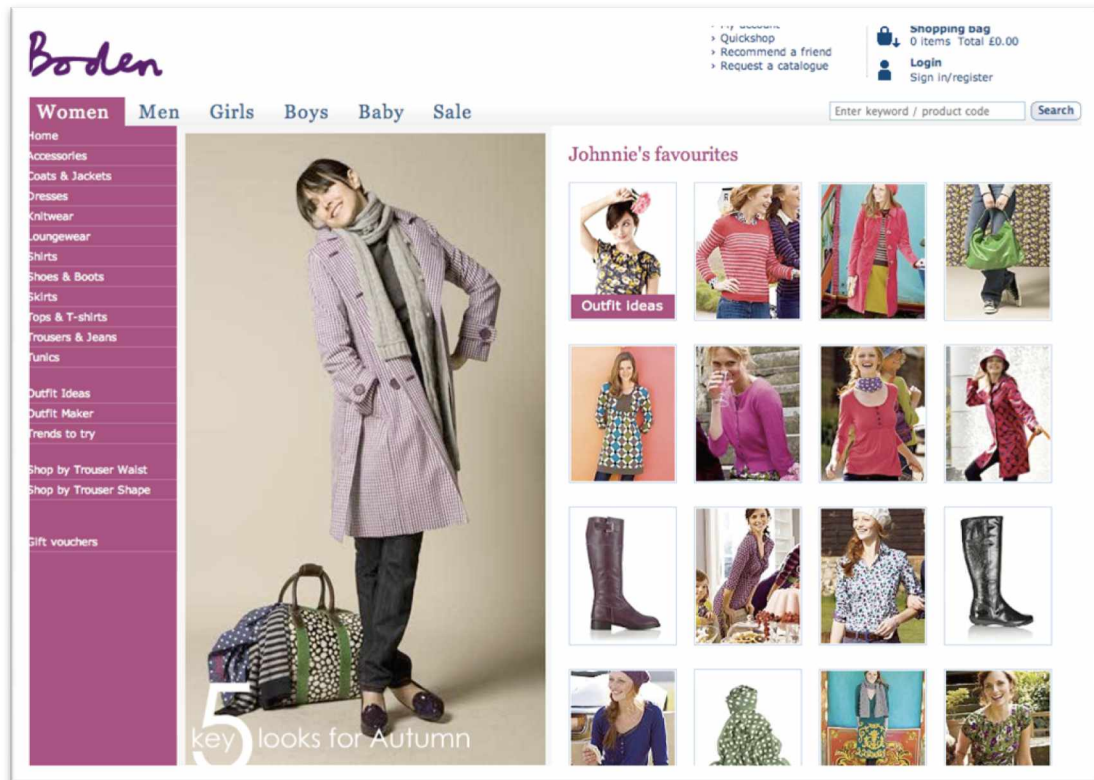 Boden
My account
Quickshop
Recommend a friend
Request a catalogue
Shopping bag
0 items Total £0.00
Login
Sign in/register
Women Men Girls Boys Baby Sale
Enter keyword / product code
Search
Home
Accessories
Coats & Jackets
Dresses
Knitwear
Loungewear
Shirts
Shoes & Boots
Skirts
Tops & T-shirts
Trousers & Jeans
Tunics
Outfit Ideas
Outfit Maker
Trends to try
Shop by Trouser Waist
Shop by Trouser Shape
Gift vouchers
5
key looks for Autumn
Johnnie's favourites
Outfit ideas